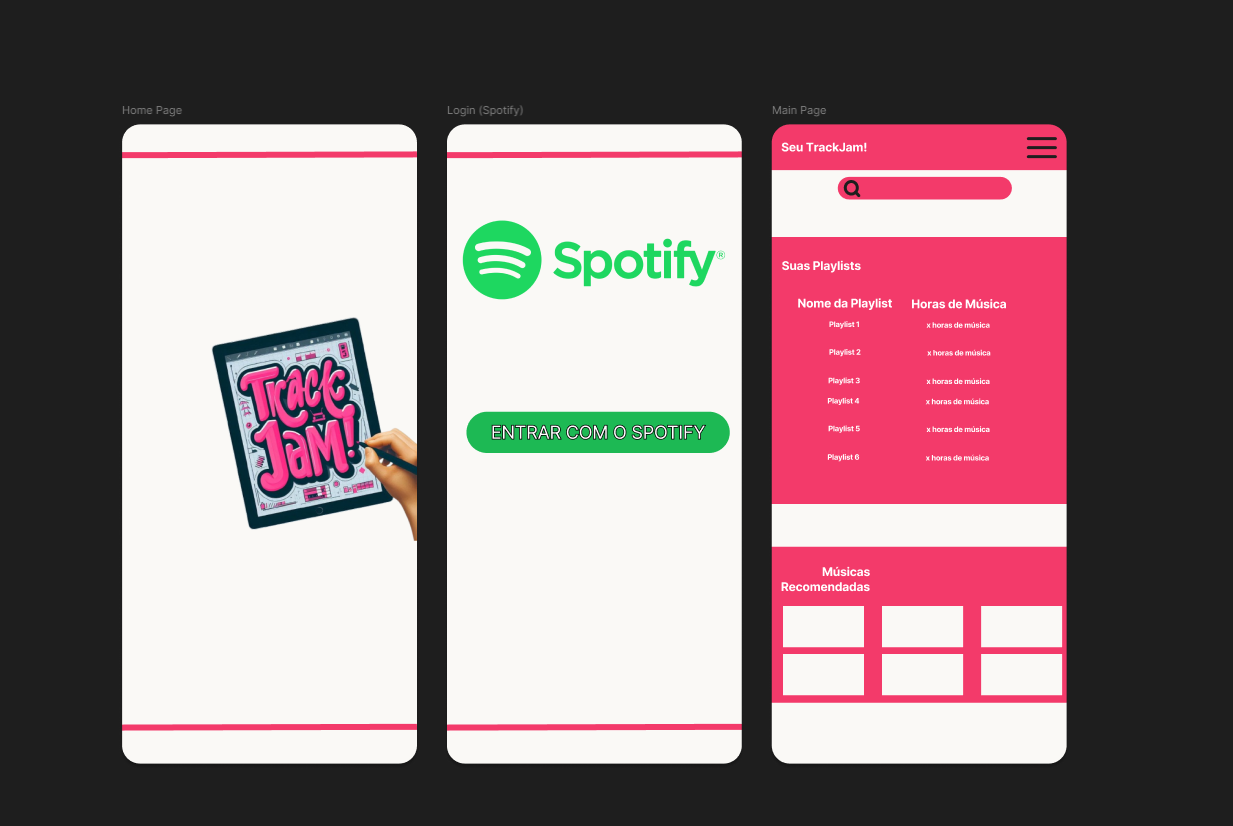 Home Page
Login (Spotify)
Main Page
Track
Jam!
Spotify®
ENTRAR COM O SPOTIFY
Seu TrackJam!
Suas Playlists
Nome da Playlist Horas de Música
Playlist 1 x horas de música
Playlist 2 x horas de música
Playlist 3 x horas de música
Playlist 4 x horas de música
Playlist 5 x horas de música
Playlist 6 x horas de música
Músicas
Recomendadas